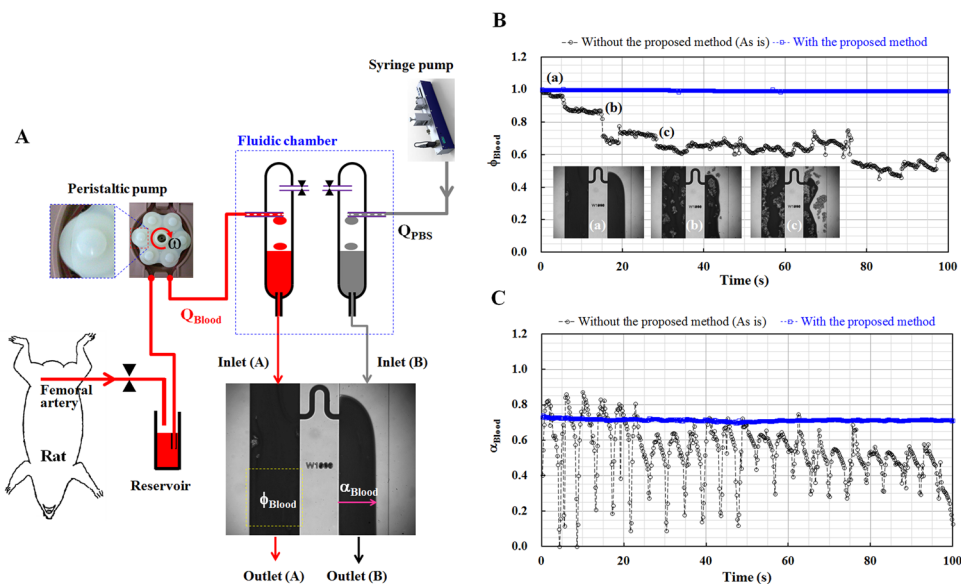 A
Syringe pump
Fluidic chamber
Peristaltic pump
ω
Q_PBS
Q_Blood
Inlet (A)
Inlet (B)
Femoral
artery
Rat
Reservoir
W1000
ϕ_Blood
α_Blood
Outlet (A)
Outlet (B)
B
Without the proposed method (As is)
With the proposed method
1.2
1.0
0.8
0.6
0.4
0.2
0.0
ϕ_Blood
(a)
(b)
(c)
(a)
(b)
(c)
0
20
40
60
80
100
Time (s)
C
Without the proposed method (As is)
With the proposed method
1.2
1.0
0.8
0.6
0.4
0.2
0.0
α_Blood
0
20
40
60
80
100
Time (s)